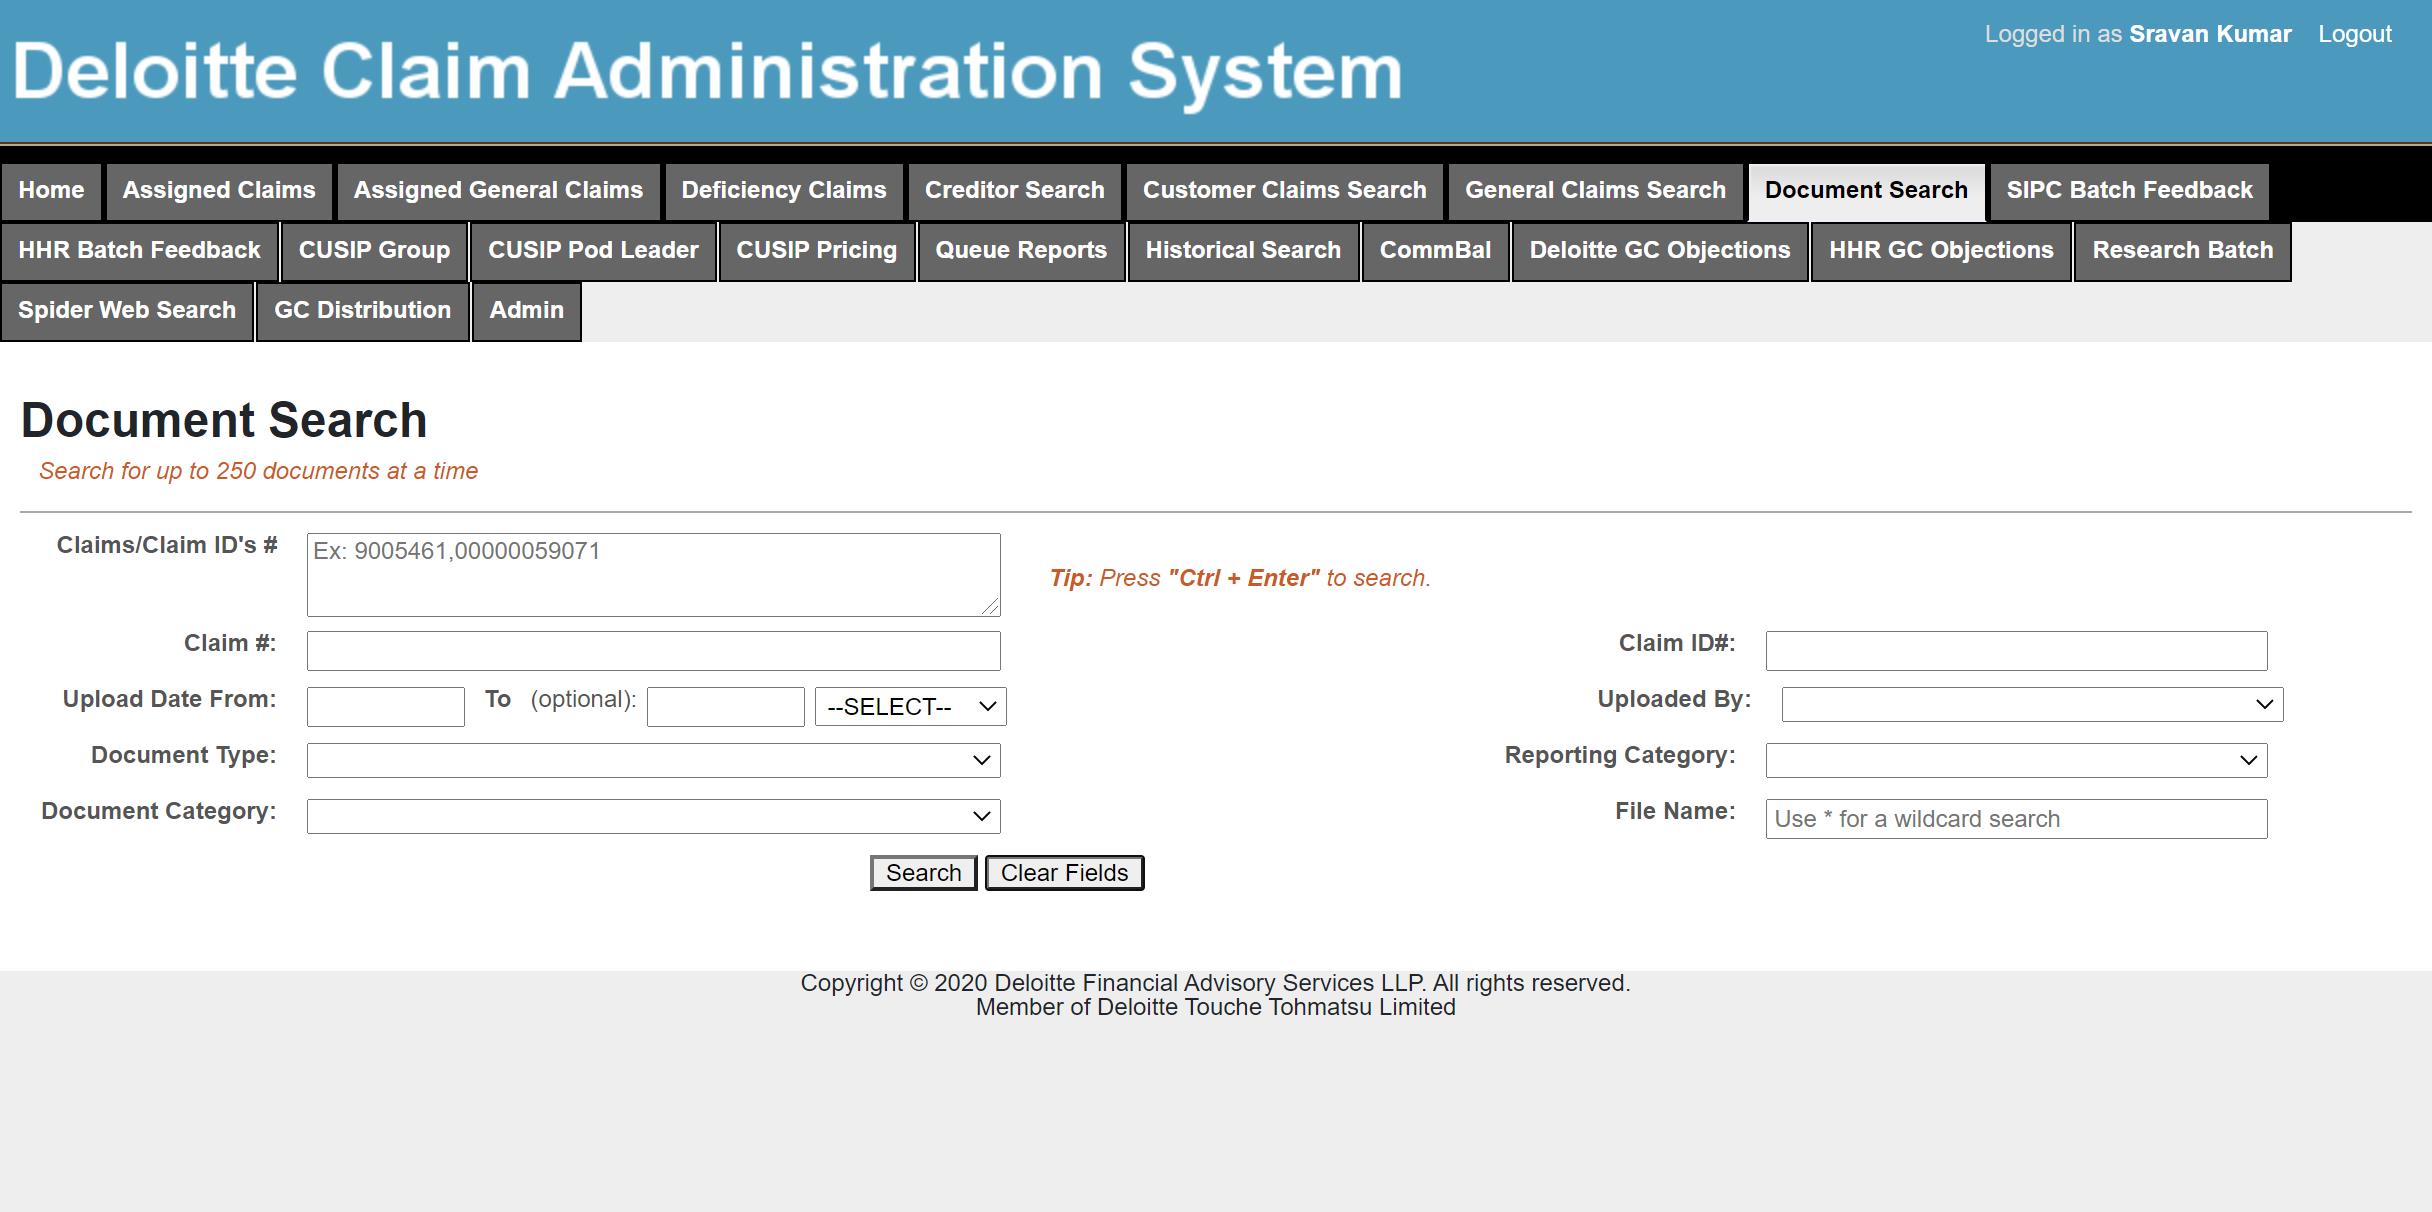 Logged in as Sravan Kumar Logout
Deloitte Claim Administration System
Home Assigned Claims Assigned General Claims Deficiency Claims Creditor Search Customer Claims Search General Claims Search Document Search SIPC Batch Feedback
HHR Batch Feedback CUSIP Group CUSIP Pod Leader CUSIP Pricing Queue Reports Historical Search CommBal Deloitte GC Objections HHR GC Objections Research Batch
Spider Web Search GC Distribution Admin
Document Search
Search for up to 250 documents at a time
Claims/Claim ID's # Ex: 9005461,00000059071
Tip: Press "Ctrl + Enter" to search.
Claim #: Claim ID#:
Upload Date From: To (optional): --SELECT-- Uploaded By:
Document Type: Reporting Category:
Document Category: File Name: Use * for a wildcard search
Search Clear Fields
Copyright © 2020 Deloitte Financial Advisory Services LLP. All rights reserved.
Member of Deloitte Touche Tohmatsu Limited